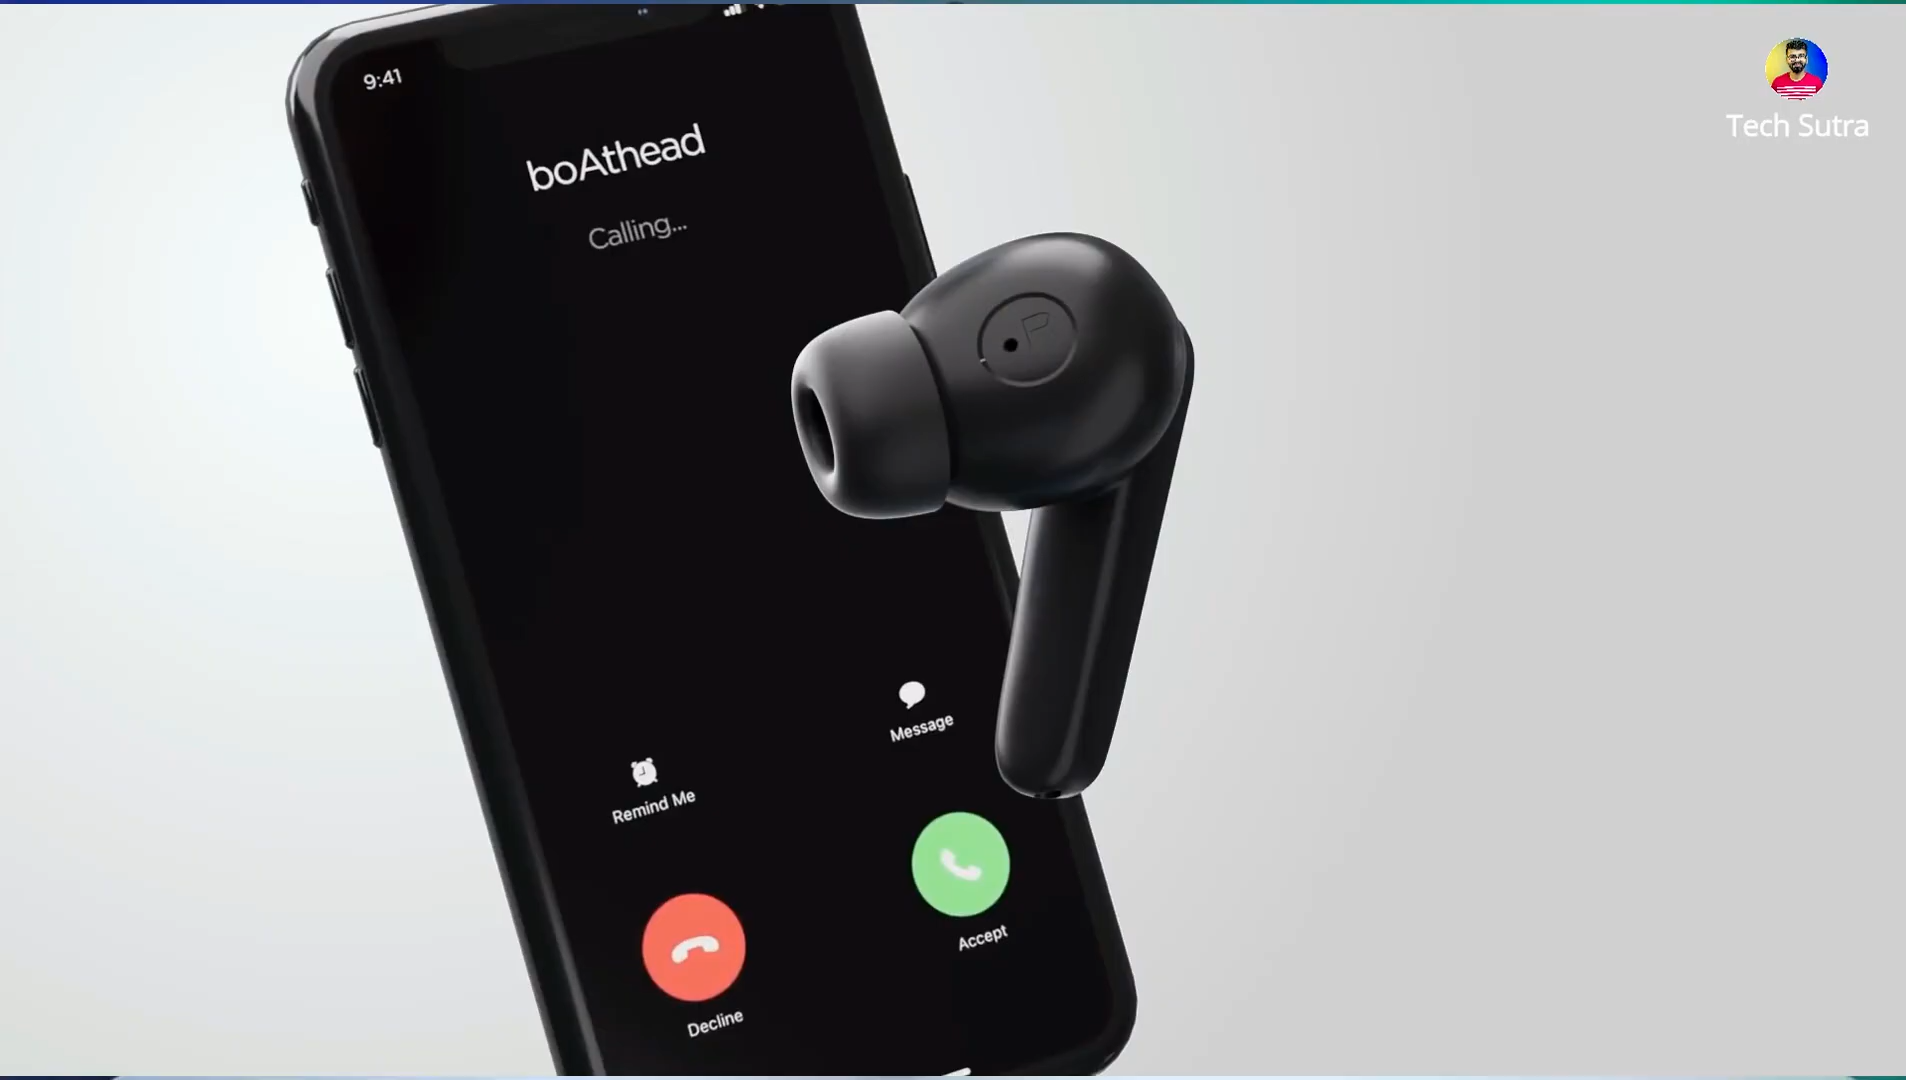 9:41
boAthead
Calling...
Tech Sutra
Message
Remind Me
Accept
Decline